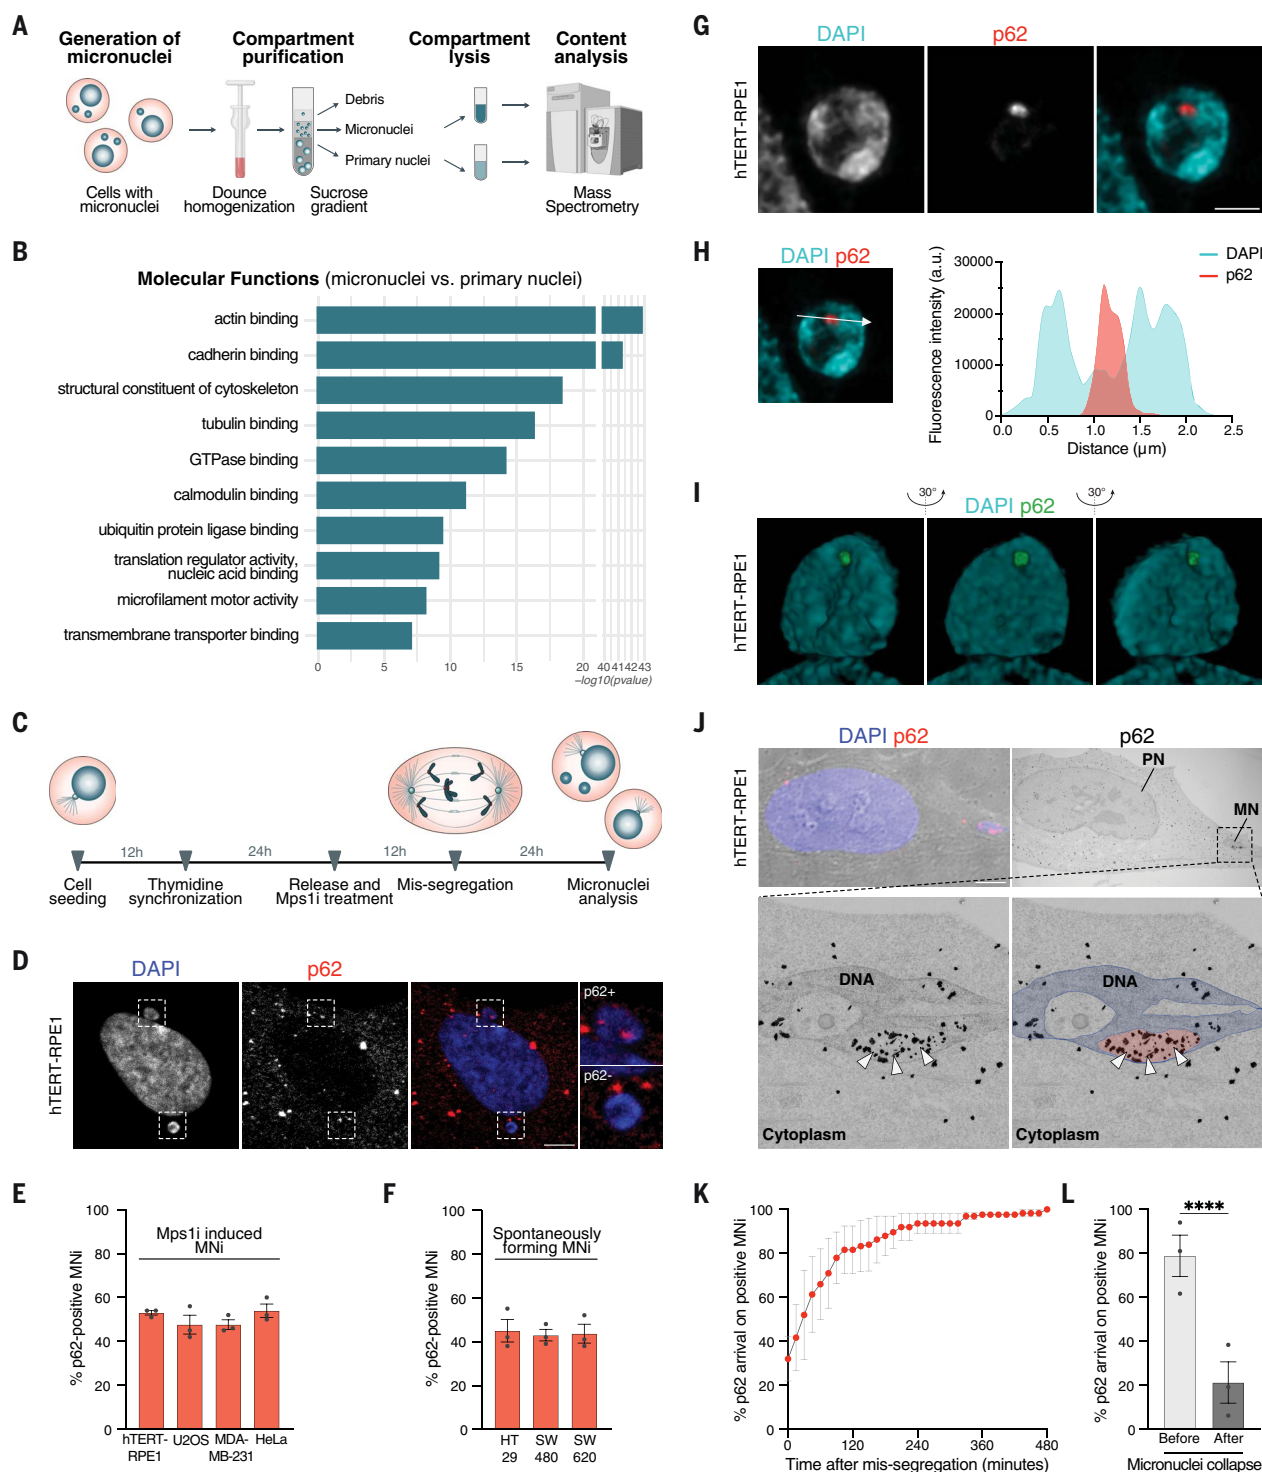 A
Generation of
micronuclei
Compartment
purification
Compartment
lysis
Content
analysis
Debris
Micronuclei
Primary nuclei
Cells with
micronuclei
Dounce
homogenization
Sucrose
gradient
Mass
Spectrometry
B
Molecular Functions (micronuclei vs. primary nuclei)
actin binding
cadherin binding
structural constituent of cytoskeleton
tubulin binding
GTPase binding
calmodulin binding
ubiquitin protein ligase binding
translation regulator activity,
nucleic acid binding
microfilament motor activity
transmembrane transporter binding
0 5 10 15 20 40 41 42 43
−log10(pvalue)
C
12h 24h 12h 24h
Cell
seeding
Thymidine
synchronization
Release and
Mps1i treatment
Mis-segregation
Micronuclei
analysis
D
DAPI p62
hTERT-RPE1
p62+
p62-
E
% p62-positive MNi
100
80
60
40
20
0
Mps1i induced
MNi
hTERT-
RPE1
U2OS
MDA-
MB-231
HeLa
F
% p62-positive MNi
100
80
60
40
20
0
Spontaneously
forming MNi
HT
29
SW
480
SW
620
G
DAPI p62
hTERT-RPE1
H
DAPI p62
Fluorescence intensity (a.u.)
30000
20000
10000
0
0.0 0.5 1.0 1.5 2.0 2.5
Distance (µm)
DAPI
p62
I
30° 30°
DAPI p62
hTERT-RPE1
J
DAPI p62 p62
hTERT-RPE1
PN
MN
DNA
Cytoplasm
DNA
Cytoplasm
K
% p62 arrival on positive MNi
100
80
60
40
20
0
0 120 240 360 480
Time after mis-segregation (minutes)
L
% p62 arrival on positive MNi
100
80
60
40
20
0
****
Before After
Micronuclei collapse